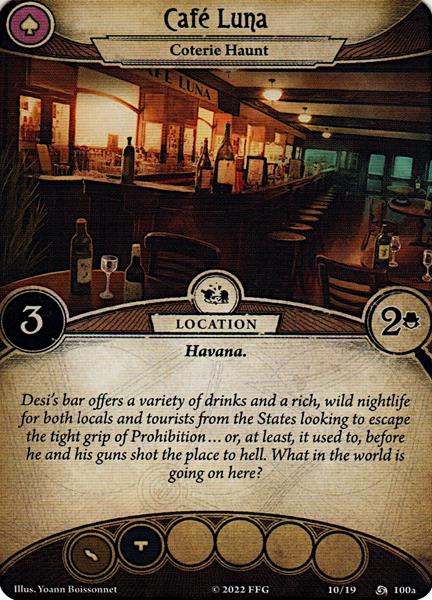 Café Luna
Coterie Haunt
CAFE LUNA
3
LOCATION
2
Havana.
Desi's bar offers a variety of drinks and a rich, wild nightlife
for both locals and tourists from the States looking to escape
the tight grip of Prohibition… or, at least, it used to, before
he and his guns shot the place to hell. What in the world is
going on here?
Illus. Yoann Boissonnet
© 2022 FFG
10/19
100a